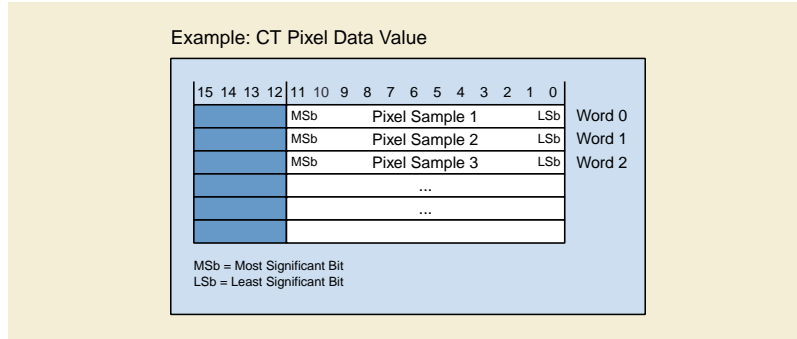 Example: CT Pixel Data Value
15 14 13 12 11 10 9 8 7 6 5 4 3 2 1 0
MSb Pixel Sample 1 LSb Word 0
MSb Pixel Sample 2 LSb Word 1
MSb Pixel Sample 3 LSb Word 2
...
...
MSb = Most Significant Bit
LSb = Least Significant Bit